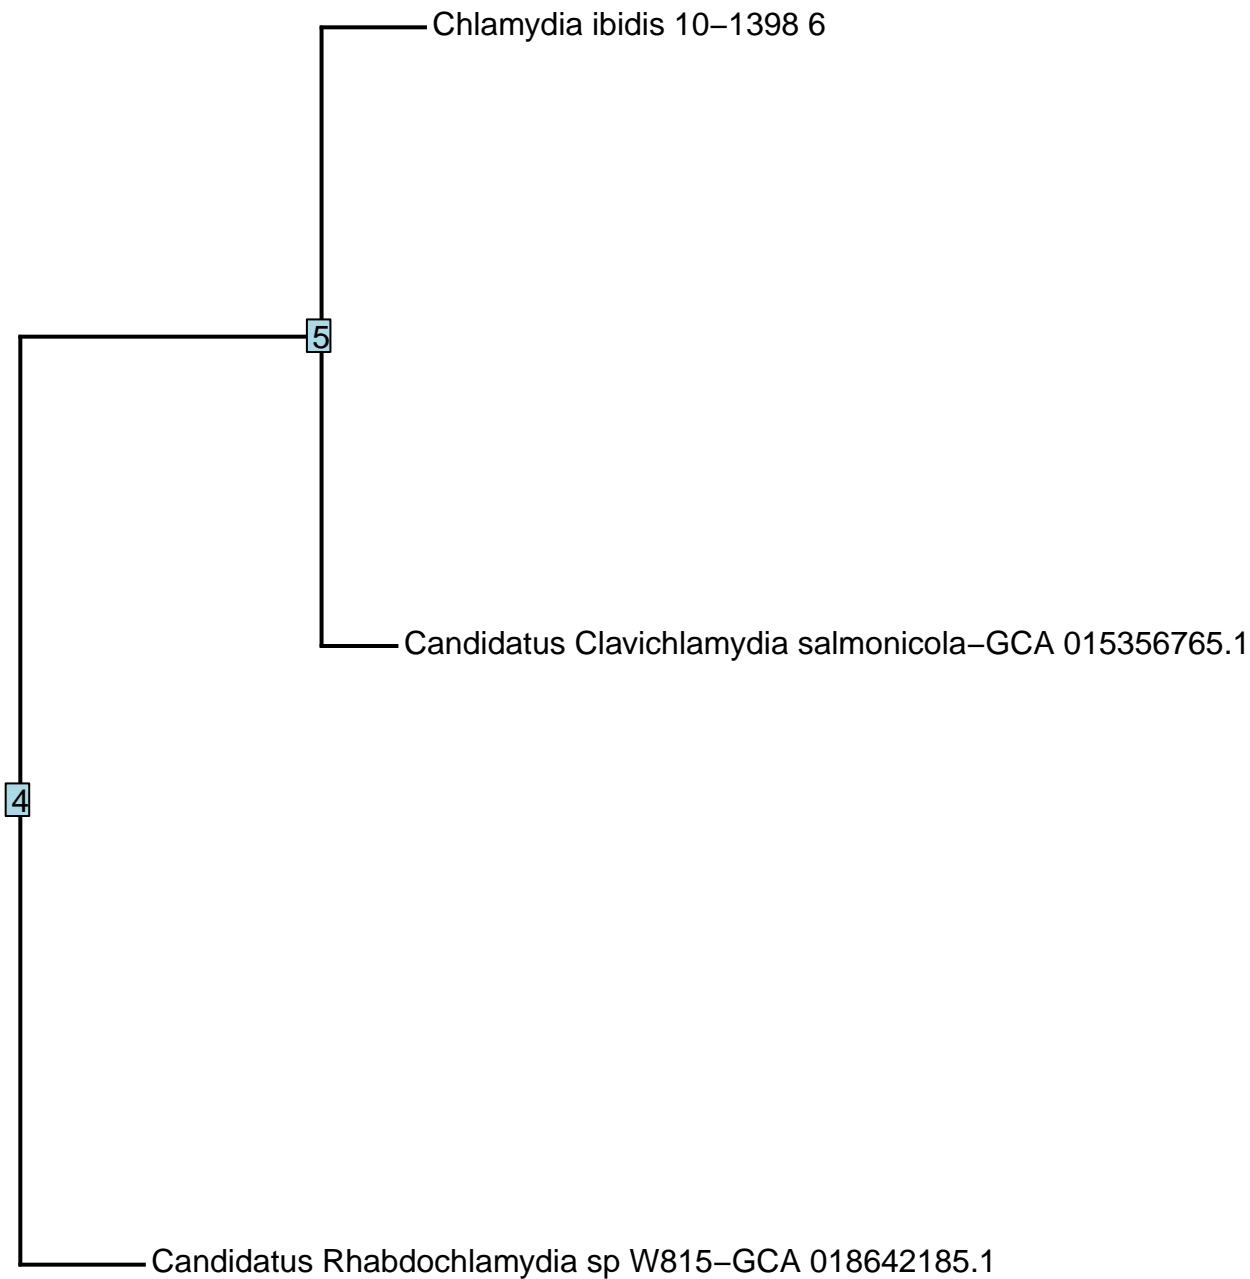 Chlamydia ibidis 10−1398 6
5
Candidatus Clavichlamydia salmonicola−GCA 015356765.1
4
Candidatus Rhabdochlamydia sp W815−GCA 018642185.1